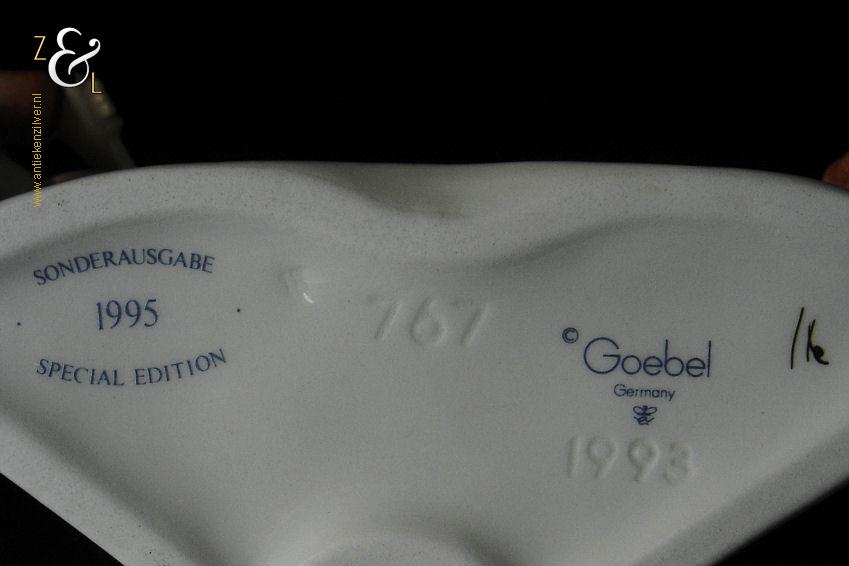 Z & L
www.antiekenzilver.nl
SONDERAUSGABE
1995
SPECIAL EDITION
767
© Goebel
Germany
1993